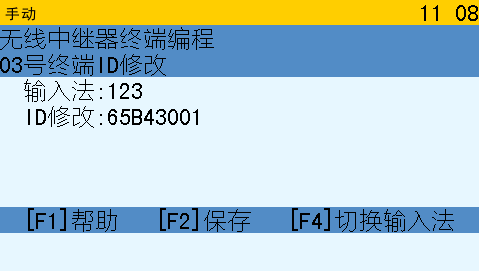 手动 11 08
无线中继器终端编程
03号终端ID修改
输入法:123
ID修改:65B43001
[F1]帮助 [F2]保存 [F4]切换输入法